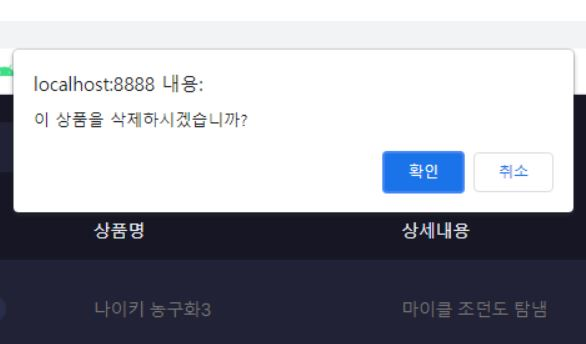 localhost:8888 내용:
이 상품을 삭제하시겠습니까?
확인 취소
상품명 상세내용
나이키 농구화3 마이클 조던도 탐냄